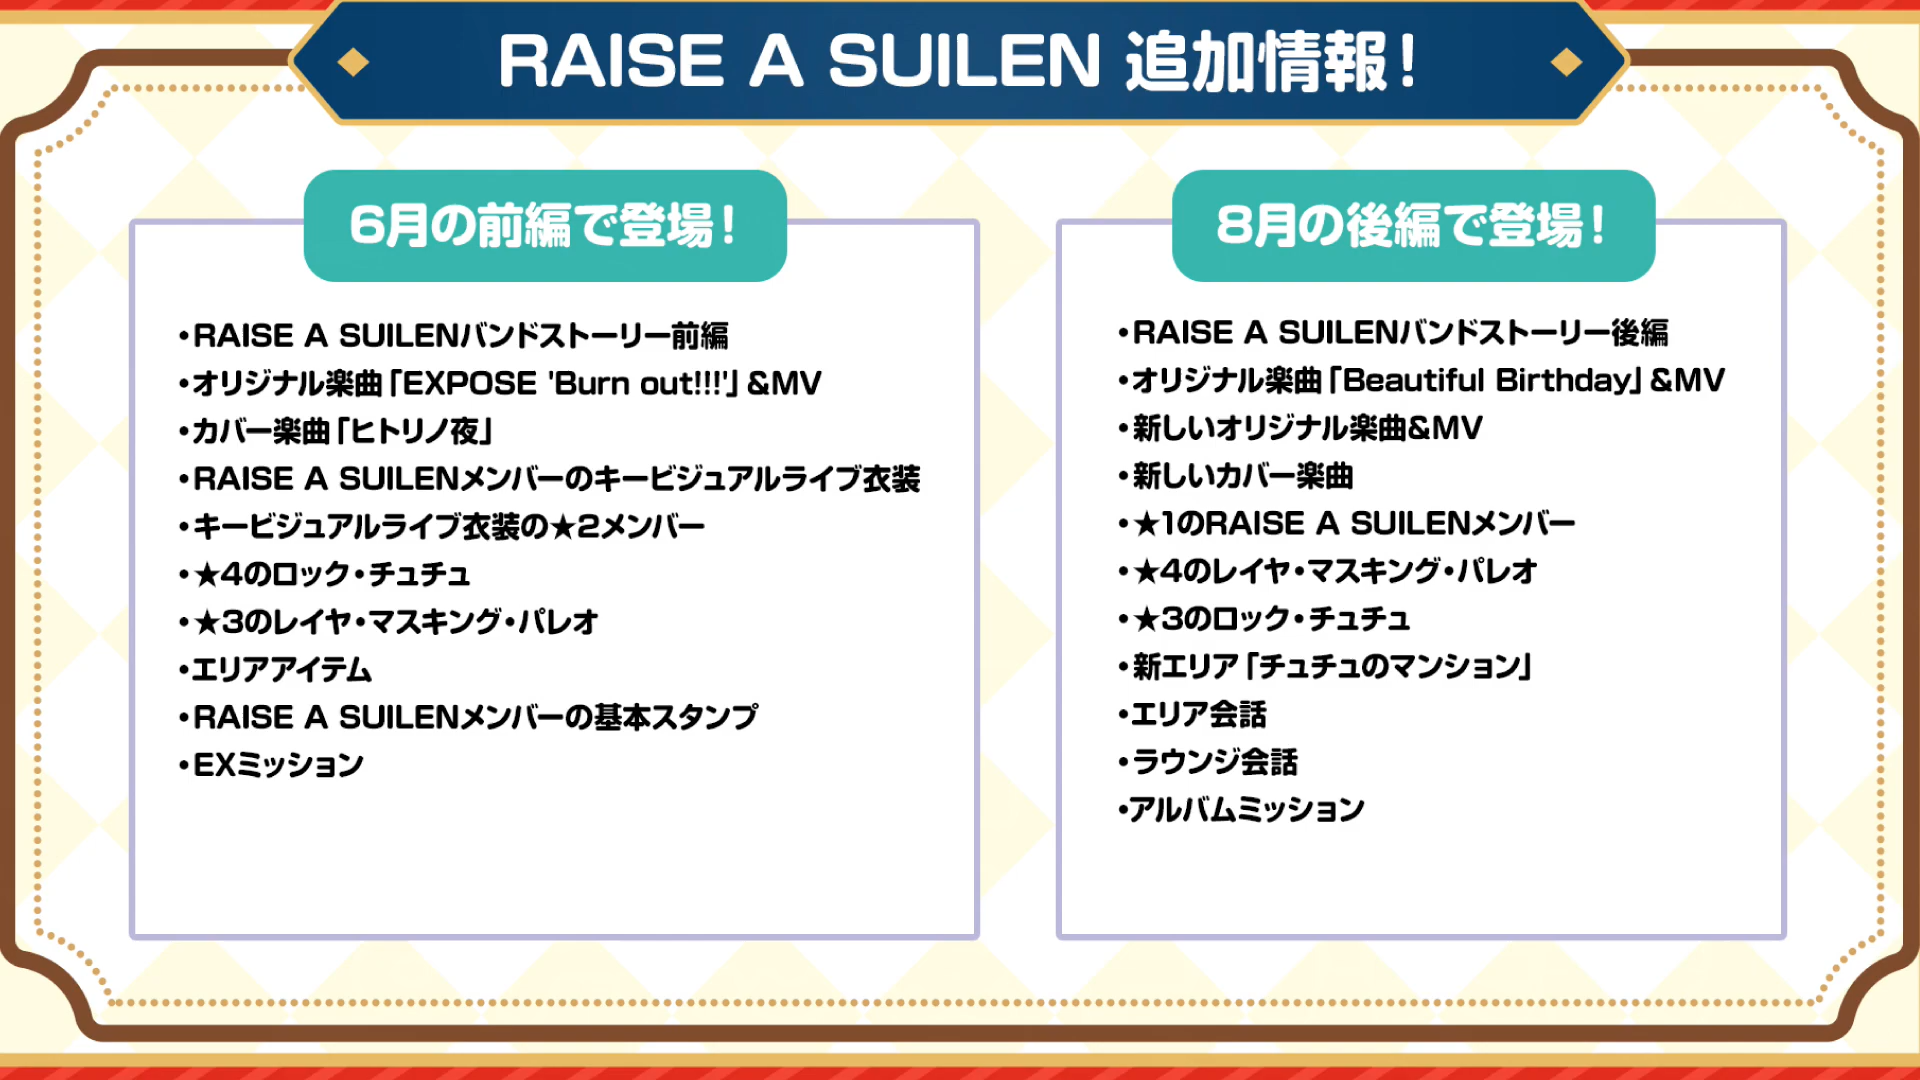 RAISE A SUILEN 追加情報！
6月の前編で登場！
・RAISE A SUILENバンドストーリー前編
・オリジナル楽曲「EXPOSE 'Burn out!!!'」&MV
・カバー楽曲「ヒトリノ夜」
・RAISE A SUILENメンバーのキービジュアルライブ衣装
・キービジュアルライブ衣装の★2メンバー
・★4のロック・チュチュ
・★3のレイヤ・マスキング・パレオ
・エリアアイテム
・RAISE A SUILENメンバーの基本スタンプ
・EXミッション
8月の後編で登場！
・RAISE A SUILENバンドストーリー後編
・オリジナル楽曲「Beautiful Birthday」&MV
・新しいオリジナル楽曲&MV
・新しいカバー楽曲
・★1のRAISE A SUILENメンバー
・★4のレイヤ・マスキング・パレオ
・★3のロック・チュチュ
・新エリア「チュチュのマンション」
・エリア会話
・ラウンジ会話
・アルバムミッション